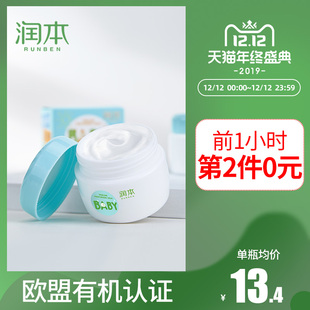 润本
RUNBEN
12.12
天猫年终盛典
-2019-
12/12 00:00~12/12 23:59
前1小时
第2件0元
润本
BABY
欧盟有机认证
单瓶均价
¥13.4